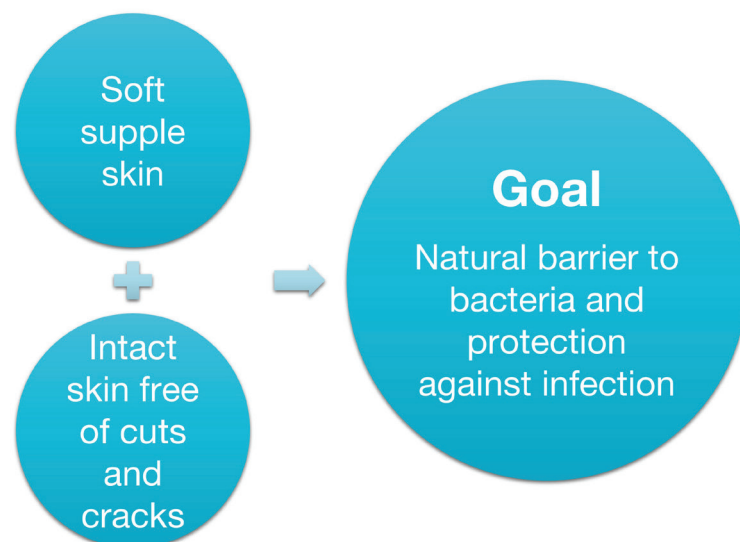 Soft
supple
skin
Intact
skin free
of cuts
and
cracks
Goal
Natural barrier to
bacteria and
protection
against infection